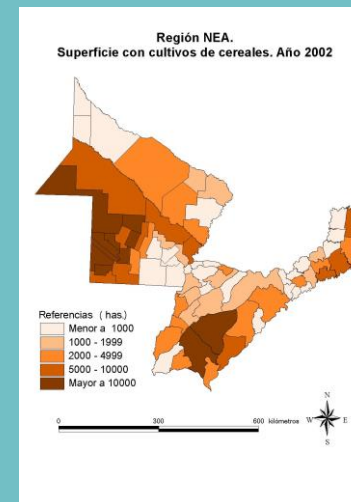 Región NEA.
Superficie con cultivos de cereales. Año 2002
Referencias ( has.)
Menor a 1000
1000 - 1999
2000 - 4999
5000 - 10000
Mayor a 10000
0 300 600 kilómetros
N
W E
S